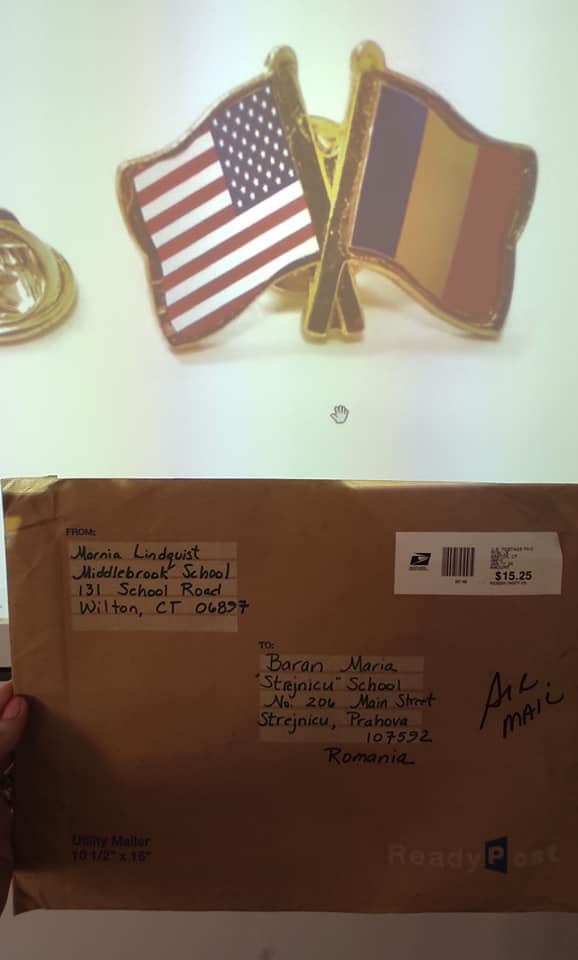 FROM:
Marnia Lindquist
Middlebrook School
131 School Road
Wilton, CT 06897
$15.25
TO:
Baran Maria
"Strejnicu" School
No. 206 Main Street
Strejnicu, Prahova
107592
Romania
AIR
MAIL
Utility Mailer
10 1/2" x 16"
ReadyPost